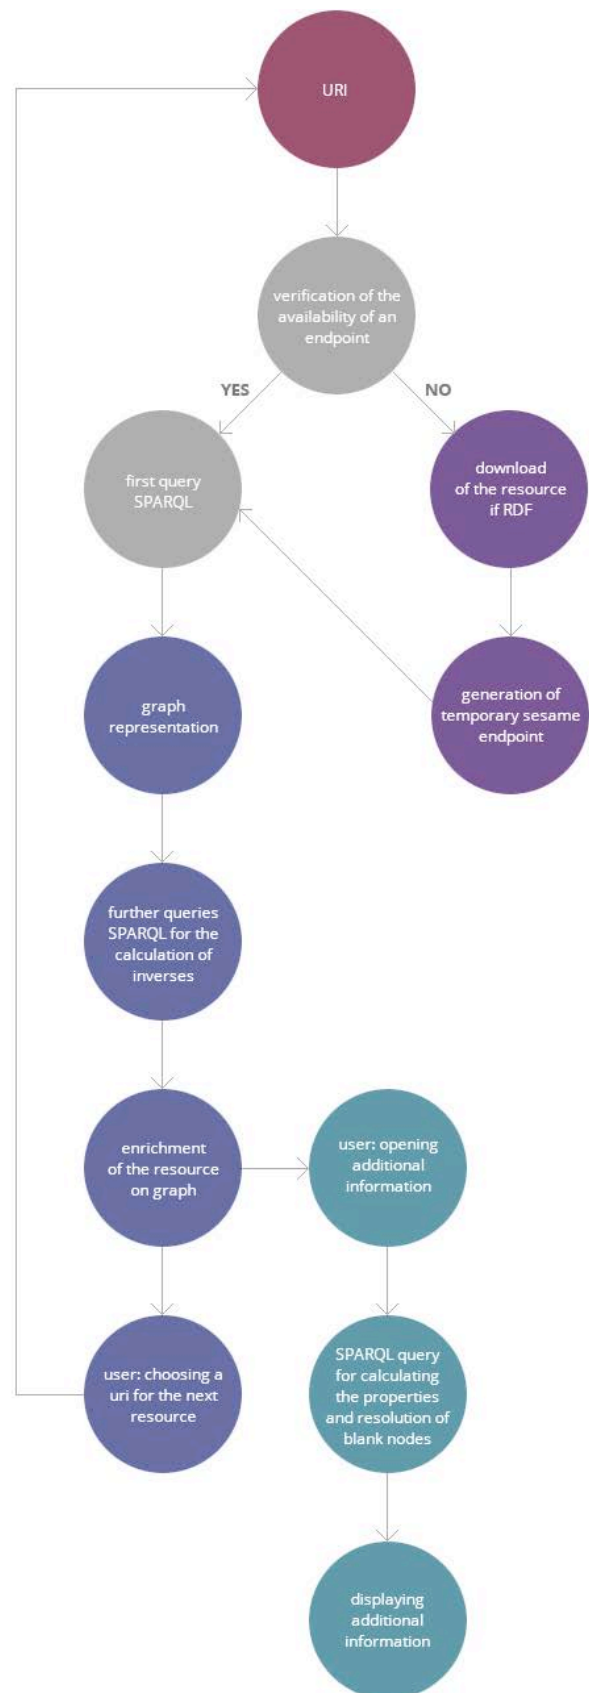 URI
verification of the
availability of an
endpoint
YES
NO
first query
SPARQL
download
of the resource
if RDF
graph
representation
generation of
temporary sesame
endpoint
further queries
SPARQL for the
calculation of
inverses
enrichment
of the resource
on graph
user: opening
additional
information
user: choosing a
uri for the next
resource
SPARQL query
for calculating
the properties
and resolution of
blank nodes
displaying
additional
information